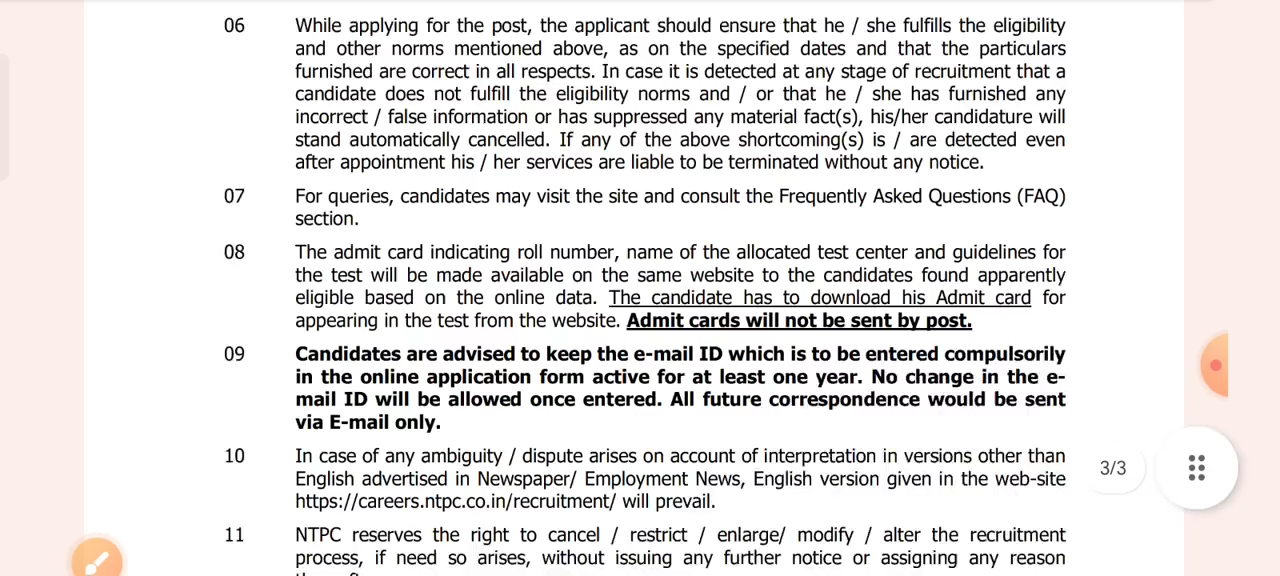 06 While applying for the post, the applicant should ensure that he / she fulfills the eligibility
and other norms mentioned above, as on the specified dates and that the particulars
furnished are correct in all respects. In case it is detected at any stage of recruitment that a
candidate does not fulfill the eligibility norms and / or that he / she has furnished any
incorrect / false information or has suppressed any material fact(s), his/her candidature will
stand automatically cancelled. If any of the above shortcoming(s) is / are detected even
after appointment his / her services are liable to be terminated without any notice.
07 For queries, candidates may visit the site and consult the Frequently Asked Questions (FAQ)
section.
08 The admit card indicating roll number, name of the allocated test center and guidelines for
the test will be made available on the same website to the candidates found apparently
eligible based on the online data. The candidate has to download his Admit card for
appearing in the test from the website. Admit cards will not be sent by post.
09 Candidates are advised to keep the e-mail ID which is to be entered compulsorily
in the online application form active for at least one year. No change in the e-
mail ID will be allowed once entered. All future correspondence would be sent
via E-mail only.
10 In case of any ambiguity / dispute arises on account of interpretation in versions other than
English advertised in Newspaper/ Employment News, English version given in the web-site
https://careers.ntpc.co.in/recruitment/ will prevail.
3/3
11 NTPC reserves the right to cancel / restrict / enlarge/ modify / alter the recruitment
process, if need so arises, without issuing any further notice or assigning any reason